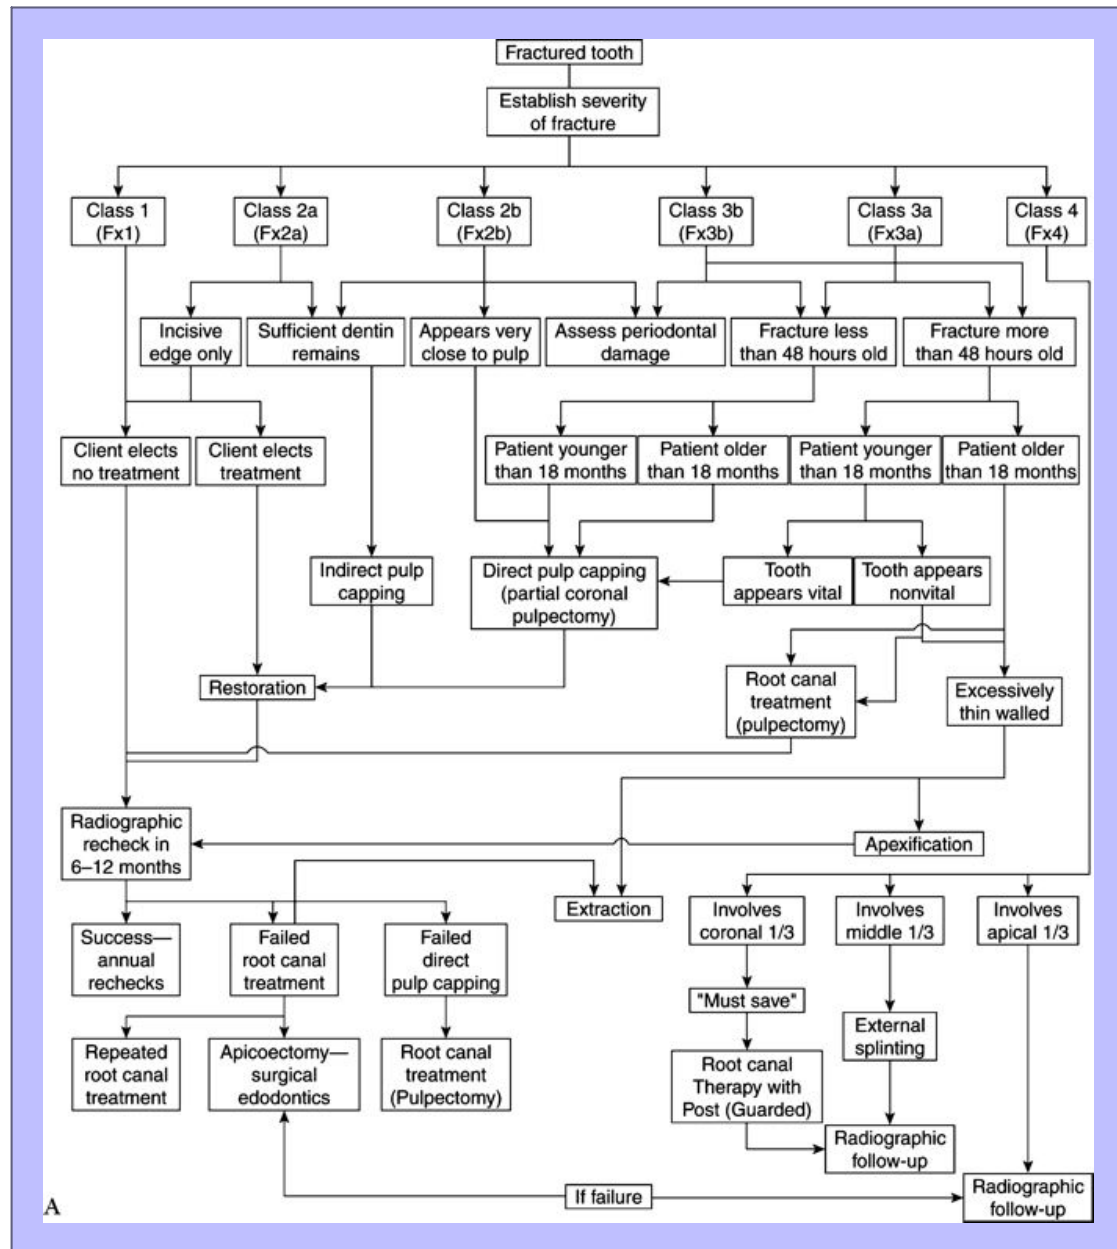 Fractured tooth
Establish severity
of fracture
Class 1
(Fx1)
Class 2a
(Fx2a)
Class 2b
(Fx2b)
Class 3b
(Fx3b)
Class 3a
(Fx3a)
Class 4
(Fx4)
Incisive
edge only
Sufficient dentin
remains
Appears very
close to pulp
Assess periodontal
damage
Fracture less
than 48 hours old
Fracture more
than 48 hours old
Client elects
no treatment
Client elects
treatment
Patient younger
than 18 months
Patient older
than 18 months
Patient younger
than 18 months
Patient older
than 18 months
Indirect pulp
capping
Direct pulp capping
(partial coronal
pulpectomy)
Tooth
appears vital
Tooth appears
nonvital
Restoration
Root canal
treatment
(pulpectomy)
Excessively
thin walled
Radiographic
recheck in
6–12 months
Apexification
Extraction
Involves
coronal 1/3
Involves
middle 1/3
Involves
apical 1/3
Success—
annual
rechecks
Failed
root canal
treatment
Failed
direct
pulp capping
"Must save"
External
splinting
Repeated
root canal
treatment
Apicoectomy—
surgical
edodontics
Root canal
treatment
(Pulpectomy)
Root canal
Therapy with
Post (Guarded)
Radiographic
follow-up
If failure
Radiographic
follow-up
A